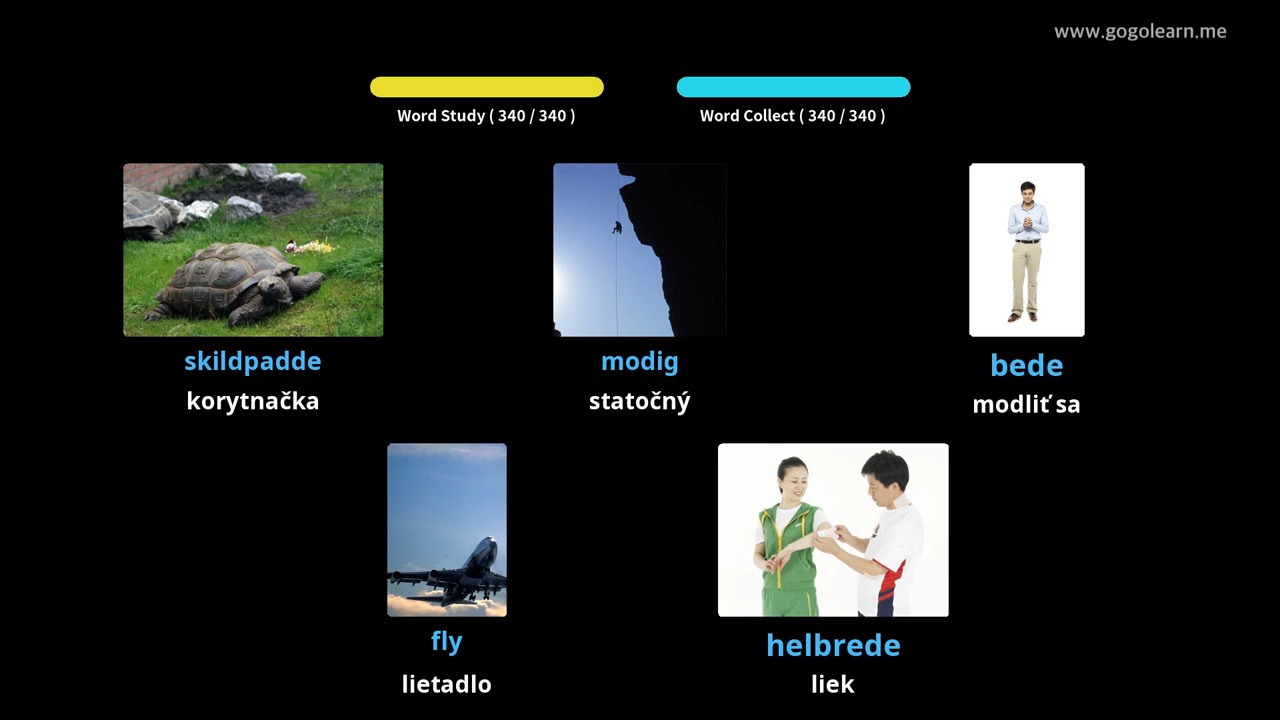 www.gogolearn.me
Word Study ( 340 / 340 )
Word Collect ( 340 / 340 )
skildpadde
korytnačka
modig
statočný
bede
modliť sa
fly
lietadlo
helbrede
liek